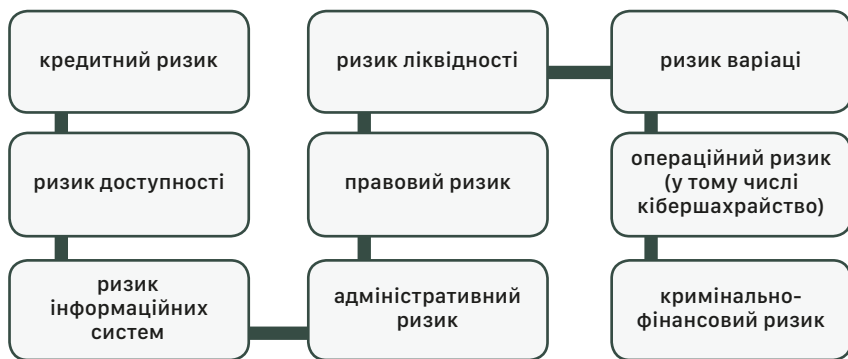 кредитний ризик
ризик доступності
ризик
інформаційних
систем
адміністративний
ризик
правовий ризик
ризик ліквідності
ризик варіаці
операційний ризик
(у тому числі
кібершахрайство)
кримінально-
фінансовий ризик